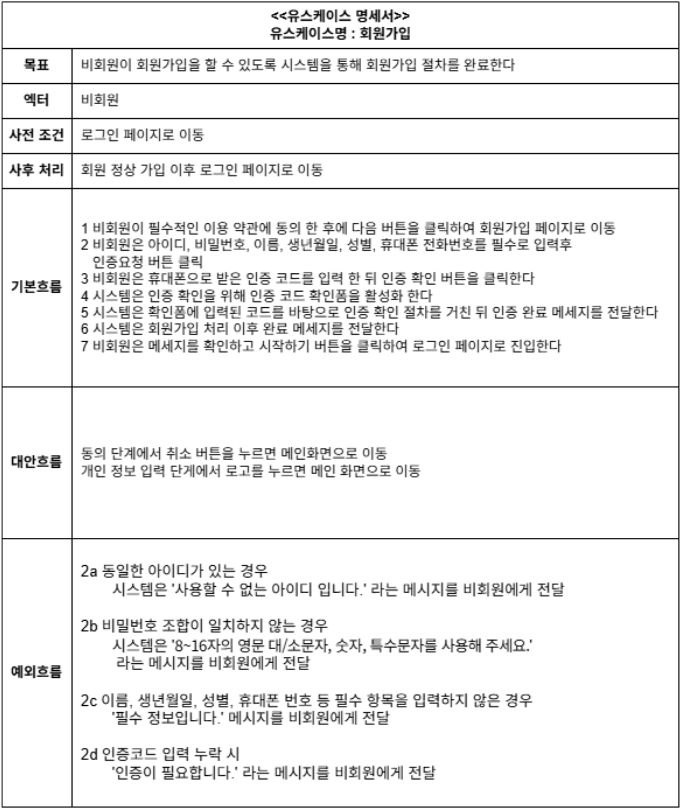 <<유스케이스 명세서>>
유스케이스명 : 회원가입
목표 비회원이 회원가입을 할 수 있도록 시스템을 통해 회원가입 절차를 완료한다
엑터 비회원
사전 조건 로그인 페이지로 이동
사후 처리 회원 정상 가입 이후 로그인 페이지로 이동
기본흐름
1 비회원이 필수적인 이용 약관에 동의 한 후에 다음 버튼을 클릭하여 회원가입 페이지로 이동
2 비회원은 아이디, 비밀번호, 이름, 생년월일, 성별, 휴대폰 전화번호를 필수로 입력후
인증요청 버튼 클릭
3 비회원은 휴대폰으로 받은 인증 코드를 입력 한 뒤 인증 확인 버튼을 클릭한다
4 시스템은 인증 확인을 위해 인증 코드 확인폼을 활성화 한다
5 시스템은 확인폼에 입력된 코드를 바탕으로 인증 확인 절차를 거친 뒤 인증 완료 메세지를 전달한다
6 시스템은 회원가입 처리 이후 완료 메세지를 전달한다
7 비회원은 메세지를 확인하고 시작하기 버튼을 클릭하여 로그인 페이지로 진입한다
대안흐름
동의 단계에서 취소 버튼을 누르면 메인화면으로 이동
개인 정보 입력 단게에서 로고를 누르면 메인 화면으로 이동
예외흐름
2a 동일한 아이디가 있는 경우
시스템은 '사용할 수 없는 아이디 입니다.' 라는 메시지를 비회원에게 전달
2b 비밀번호 조합이 일치하지 않는 경우
시스템은 '8~16자의 영문 대/소문자, 숫자, 특수문자를 사용해 주세요.'
라는 메시지를 비회원에게 전달
2c 이름, 생년월일, 성별, 휴대폰 번호 등 필수 항목을 입력하지 않은 경우
'필수 정보입니다.' 메시지를 비회원에게 전달
2d 인증코드 입력 누락 시
'인증이 필요합니다.' 라는 메시지를 비회원에게 전달